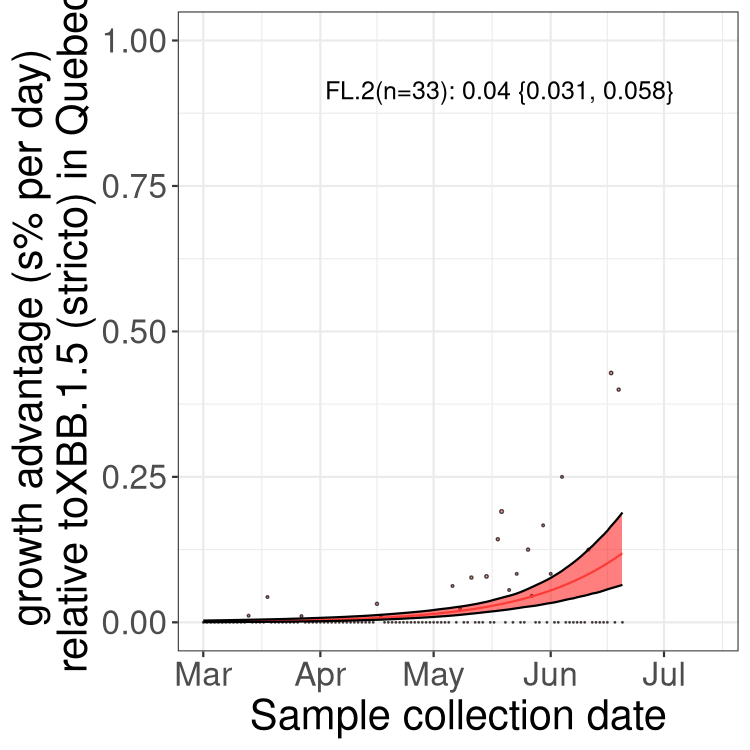 growth advantage (s% per day)
relative toXBB.1.5 (stricto) in Quebec
1.00
0.75
0.50
0.25
0.00
FL.2(n=33): 0.04 {0.031, 0.058}
Mar Apr May Jun Jul
Sample collection date